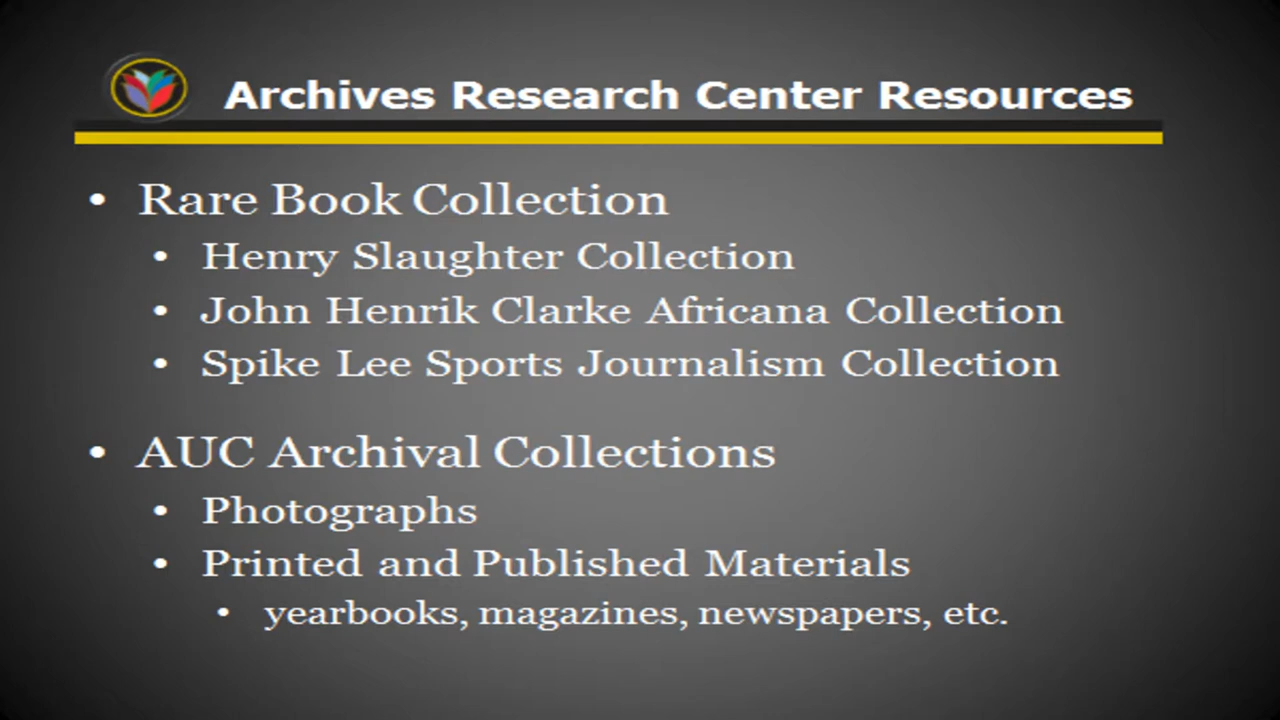 Archives Research Center Resources
• Rare Book Collection
• Henry Slaughter Collection
• John Henrik Clarke Africana Collection
• Spike Lee Sports Journalism Collection
• AUC Archival Collections
• Photographs
• Printed and Published Materials
• yearbooks, magazines, newspapers, etc.